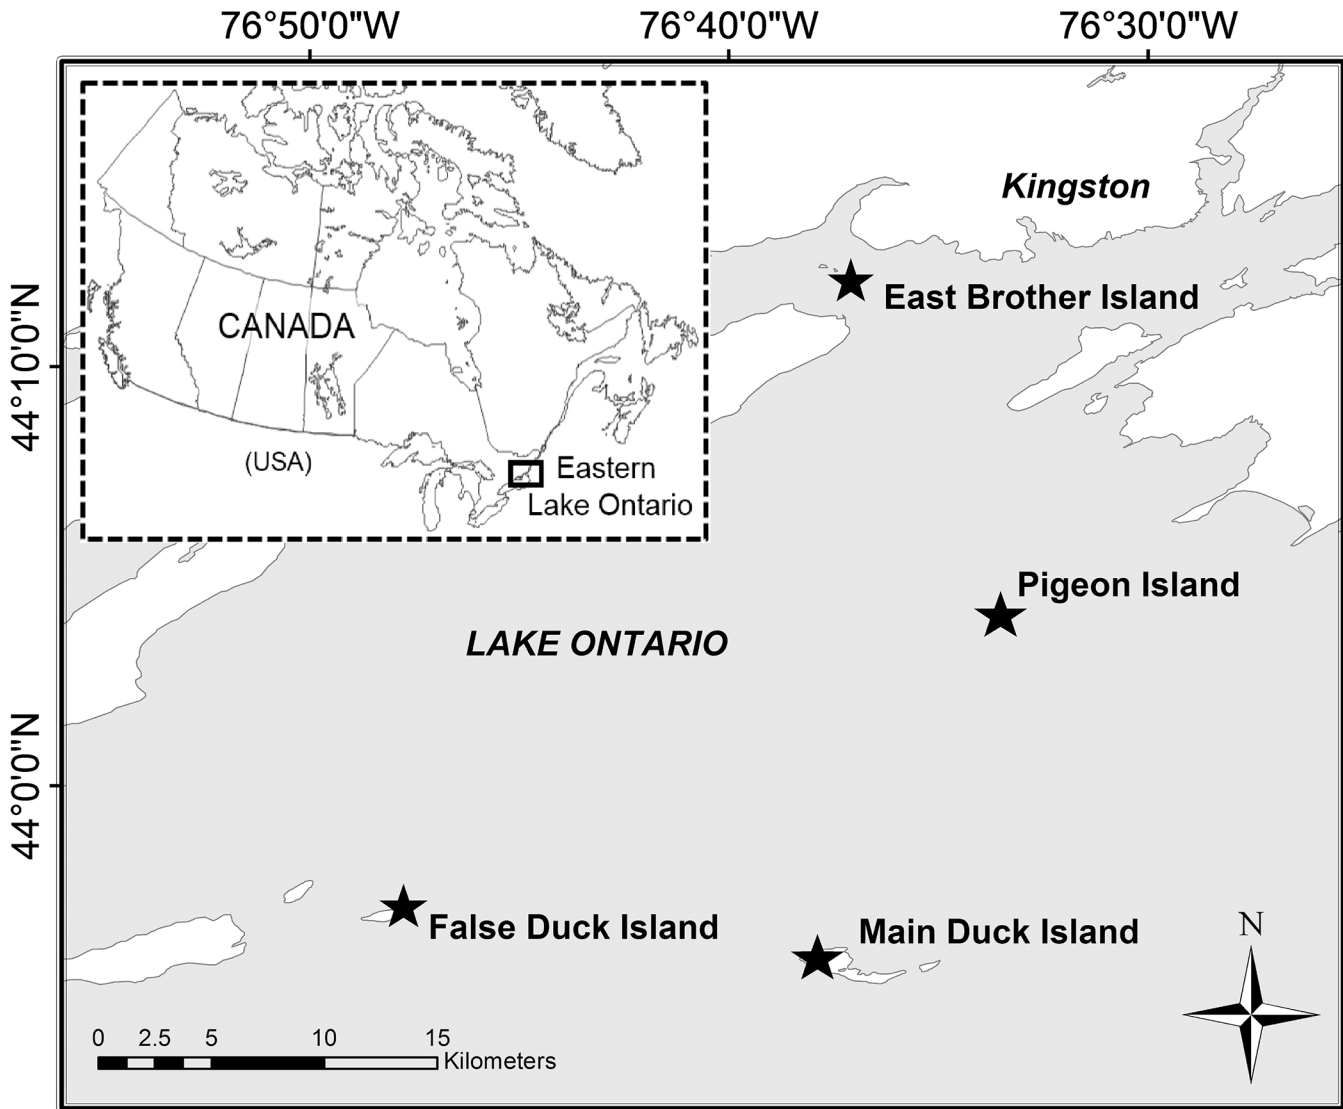 76°50'0"W
76°40'0"W
76°30'0"W
Kingston
East Brother Island
44°10'0"N
CANADA
(USA)
Eastern
Lake Ontario
Pigeon Island
LAKE ONTARIO
44°0'0"N
False Duck Island
Main Duck Island
N
0 2.5 5 10 15
Kilometers